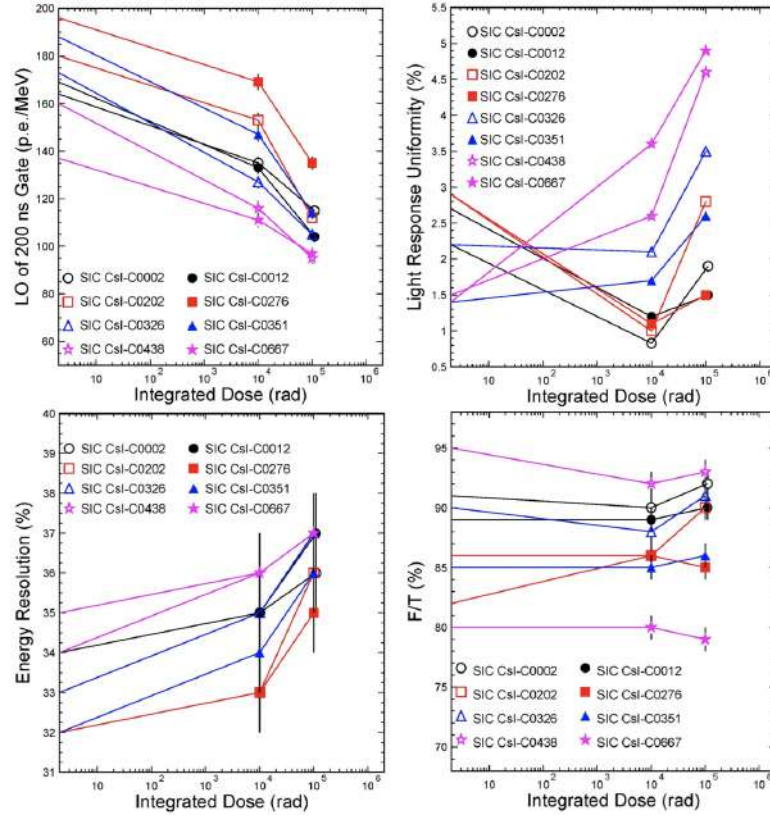 LO of 200 ns Gate (p.e./MeV)
200
180
160
140
120
100
80
60
SIC CsI-C0002 SIC CsI-C0012
SIC CsI-C0202 SIC CsI-C0276
SIC CsI-C0326 SIC CsI-C0351
SIC CsI-C0438 SIC CsI-C0667
10 10² 10³ 10⁴ 10⁵ 10⁶
Integrated Dose (rad)
Light Response Uniformity (%)
5.5
5
4.5
4
3.5
3
2.5
2
1.5
1
0.5
SIC CsI-C0002
SIC CsI-C0012
SIC CsI-C0202
SIC CsI-C0276
SIC CsI-C0326
SIC CsI-C0351
SIC CsI-C0438
SIC CsI-C0667
10 10² 10³ 10⁴ 10⁵ 10⁶
Integrated Dose (rad)
Energy Resolution (%)
40
39
38
37
36
35
34
33
32
31
SIC CsI-C0002 SIC CsI-C0012
SIC CsI-C0202 SIC CsI-C0276
SIC CsI-C0326 SIC CsI-C0351
SIC CsI-C0438 SIC CsI-C0667
10 10² 10³ 10⁴ 10⁵ 10⁶
Integrated Dose (rad)
F/T (%)
95
90
85
80
75
70
SIC CsI-C0002 SIC CsI-C0012
SIC CsI-C0202 SIC CsI-C0276
SIC CsI-C0326 SIC CsI-C0351
SIC CsI-C0438 SIC CsI-C0667
10 10² 10³ 10⁴ 10⁵ 10⁶
Integrated Dose (rad)